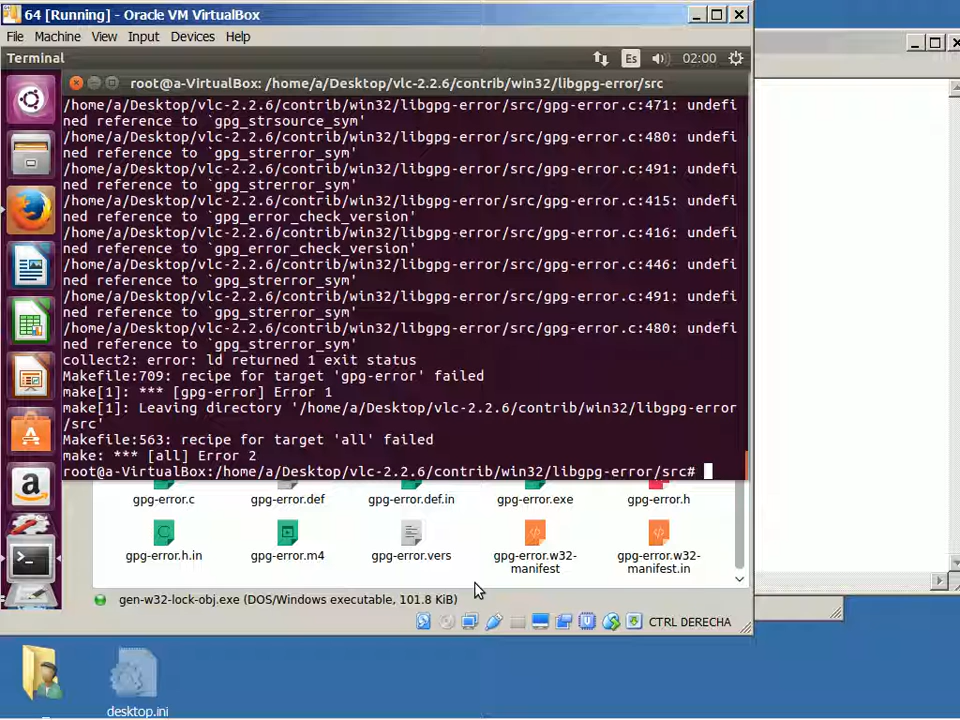 64 [Running] - Oracle VM VirtualBox
File Machine View Input Devices Help
Terminal
Es
02:00
root@a-VirtualBox: /home/a/Desktop/vlc-2.2.6/contrib/win32/libgpg-error/src
/home/a/Desktop/vlc-2.2.6/contrib/win32/libgpg-error/src/gpg-error.c:471: undefi
ned reference to `gpg_strsource_sym'
/home/a/Desktop/vlc-2.2.6/contrib/win32/libgpg-error/src/gpg-error.c:480: undefi
ned reference to `gpg_strerror_sym'
/home/a/Desktop/vlc-2.2.6/contrib/win32/libgpg-error/src/gpg-error.c:491: undefi
ned reference to `gpg_strerror_sym'
/home/a/Desktop/vlc-2.2.6/contrib/win32/libgpg-error/src/gpg-error.c:415: undefi
ned reference to `gpg_error_check_version'
/home/a/Desktop/vlc-2.2.6/contrib/win32/libgpg-error/src/gpg-error.c:416: undefi
ned reference to `gpg_error_check_version'
/home/a/Desktop/vlc-2.2.6/contrib/win32/libgpg-error/src/gpg-error.c:446: undefi
ned reference to `gpg_strerror_sym'
/home/a/Desktop/vlc-2.2.6/contrib/win32/libgpg-error/src/gpg-error.c:491: undefi
ned reference to `gpg_strerror_sym'
/home/a/Desktop/vlc-2.2.6/contrib/win32/libgpg-error/src/gpg-error.c:480: undefi
ned reference to `gpg_strerror_sym'
collect2: error: ld returned 1 exit status
Makefile:709: recipe for target 'gpg-error' failed
make[1]: *** [gpg-error] Error 1
make[1]: Leaving directory '/home/a/Desktop/vlc-2.2.6/contrib/win32/libgpg-error
/src'
Makefile:563: recipe for target 'all' failed
make: *** [all] Error 2
root@a-VirtualBox:/home/a/Desktop/vlc-2.2.6/contrib/win32/libgpg-error/src#
gpg-error.c gpg-error.def gpg-error.def.in gpg-error.exe gpg-error.h
gpg-error.h.in gpg-error.m4 gpg-error.vers gpg-error.w32-manifest gpg-error.w32-manifest.in
gen-w32-lock-obj.exe (DOS/Windows executable, 101.8 KiB)
CTRL DERECHA
desktop.ini